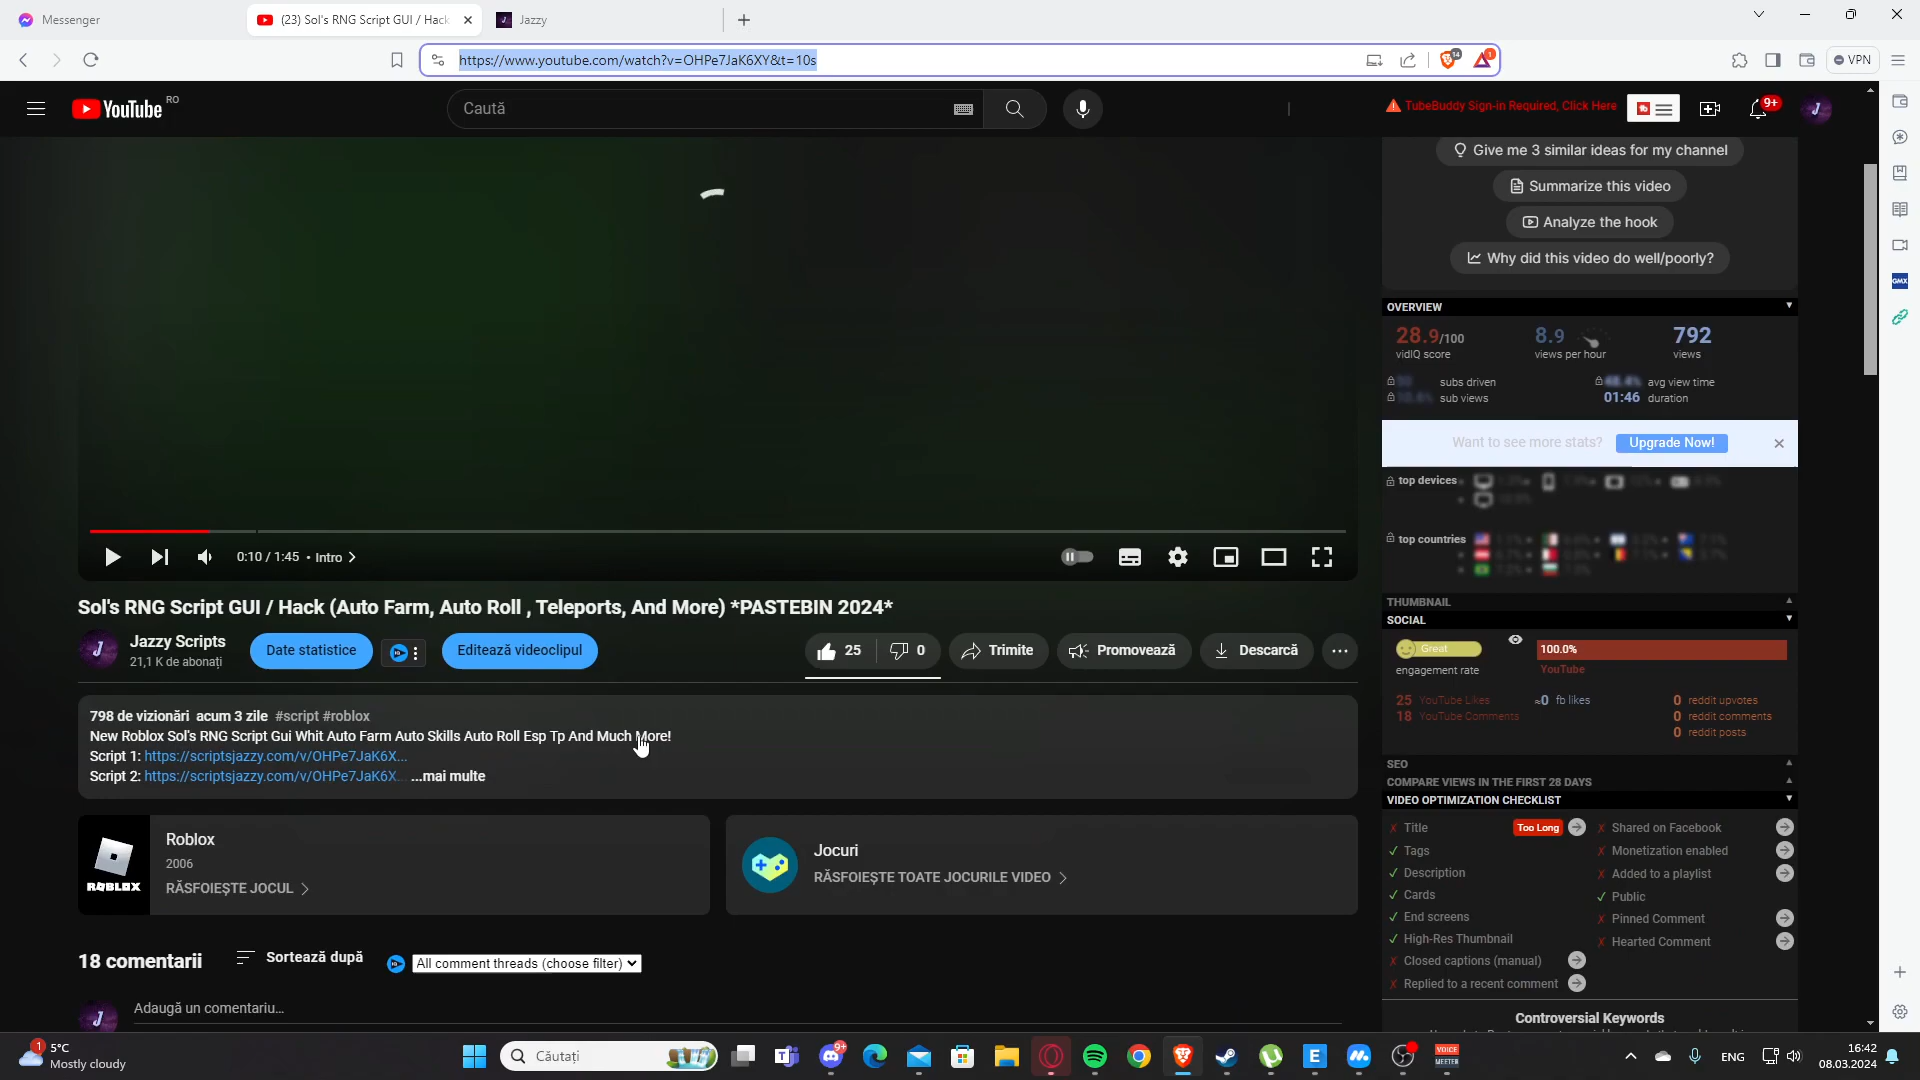 Messenger
(23) Sol's RNG Script GUI / Hack
Jazzy
https://www.youtube.com/watch?v=OHPe7JaK6XY&t=10s
14
1
VPN
YouTube RO
Caută
TubeBuddy Sign-in Required, Click Here
9+
Give me 3 similar ideas for my channel
Summarize this video
Analyze the hook
Why did this video do well/poorly?
OVERVIEW
28.9/100
vidIQ score
8.9
views per hour
792
views
subs driven
avg view time
sub views
01:46 duration
Want to see more stats? Upgrade Now!
top devices
top countries
0:10 / 1:45 • Intro
THUMBNAIL
SOCIAL
Great
engagement rate
100.0%
YouTube
25 YouTube Likes
≈0 fb likes
0 reddit upvotes
18 YouTube Comments
0 reddit comments
0 reddit posts
Sol's RNG Script GUI / Hack (Auto Farm, Auto Roll , Teleports, And More) *PASTEBIN 2024*
Jazzy Scripts
21,1 K de abonați
Date statistice
Editează videoclipul
25
0
Trimite
Promovează
Descarcă
798 de vizionări acum 3 zile #script #roblox
New Roblox Sol's RNG Script Gui Whit Auto Farm Auto Skills Auto Roll Esp Tp And Much More!
Script 1: https://scriptsjazzy.com/v/OHPe7JaK6X...
Script 2: https://scriptsjazzy.com/v/OHPe7JaK6X... ...mai multe
SEO
COMPARE VIEWS IN THE FIRST 28 DAYS
VIDEO OPTIMIZATION CHECKLIST
Title Too Long
Tags
Description
Cards
End screens
High-Res Thumbnail
Closed captions (manual)
Replied to a recent comment
Shared on Facebook
Monetization enabled
Added to a playlist
Public
Pinned Comment
Hearted Comment
Controversial Keywords
ROBLOX
Roblox
2006
RĂSFOIEȘTE JOCUL
Jocuri
RĂSFOIEȘTE TOATE JOCURILE VIDEO
18 comentarii
Sortează după
All comment threads (choose filter)
Adaugă un comentariu...
GMX
1
5°C
Mostly cloudy
Căutați
9+
VOICE
MEETER
ENG
16:42
08.03.2024